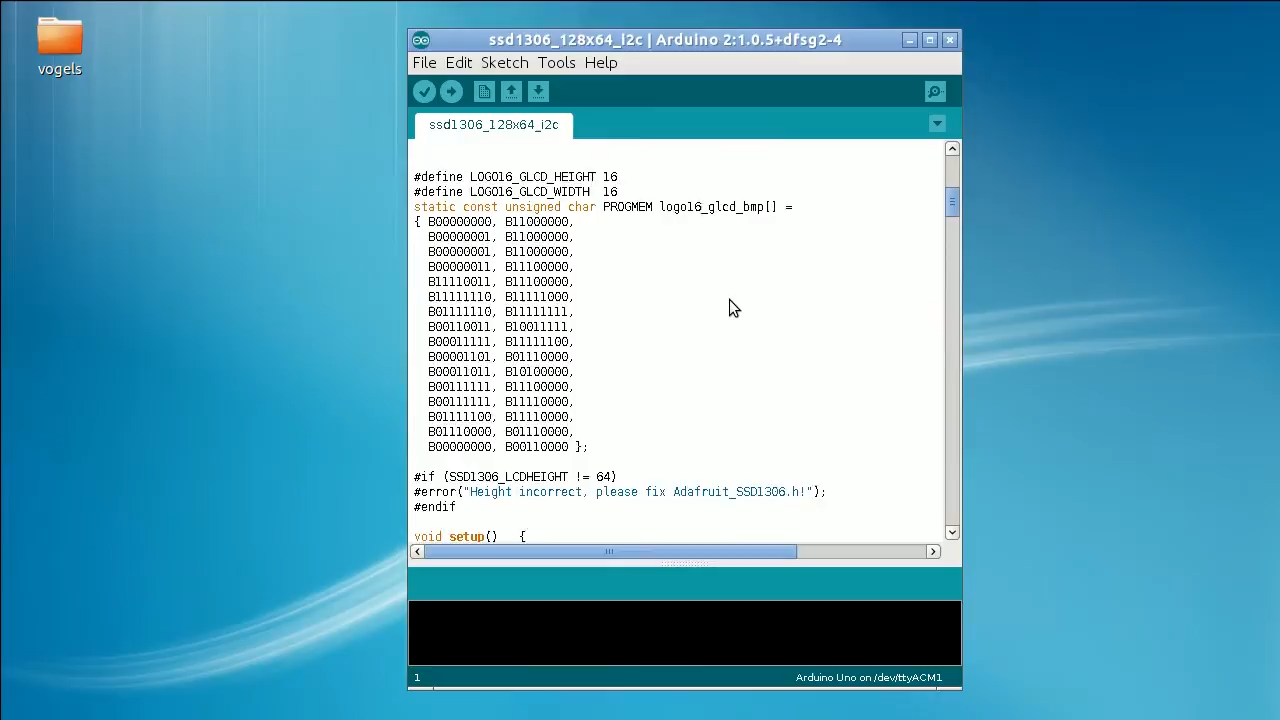 vogels
ssd1306_128x64_i2c | Arduino 2:1.0.5+dfsg2-4
File Edit Sketch Tools Help
ssd1306_128x64_i2c
#define LOGO16_GLCD_HEIGHT 16
#define LOGO16_GLCD_WIDTH  16
static const unsigned char PROGMEM logo16_glcd_bmp[] =
{ B00000000, B11000000,
  B00000001, B11000000,
  B00000001, B11000000,
  B00000011, B11100000,
  B11110011, B11100000,
  B11111110, B11111000,
  B01111110, B11111111,
  B00110011, B10011111,
  B00011111, B11111100,
  B00001101, B01110000,
  B00011011, B10100000,
  B00111111, B11100000,
  B00111111, B11110000,
  B01111100, B11110000,
  B01110000, B01110000,
  B00000000, B00110000 };
#if (SSD1306_LCDHEIGHT != 64)
#error("Height incorrect, please fix Adafruit_SSD1306.h!");
#endif
void setup()   {
1
Arduino Uno on /dev/ttyACM1